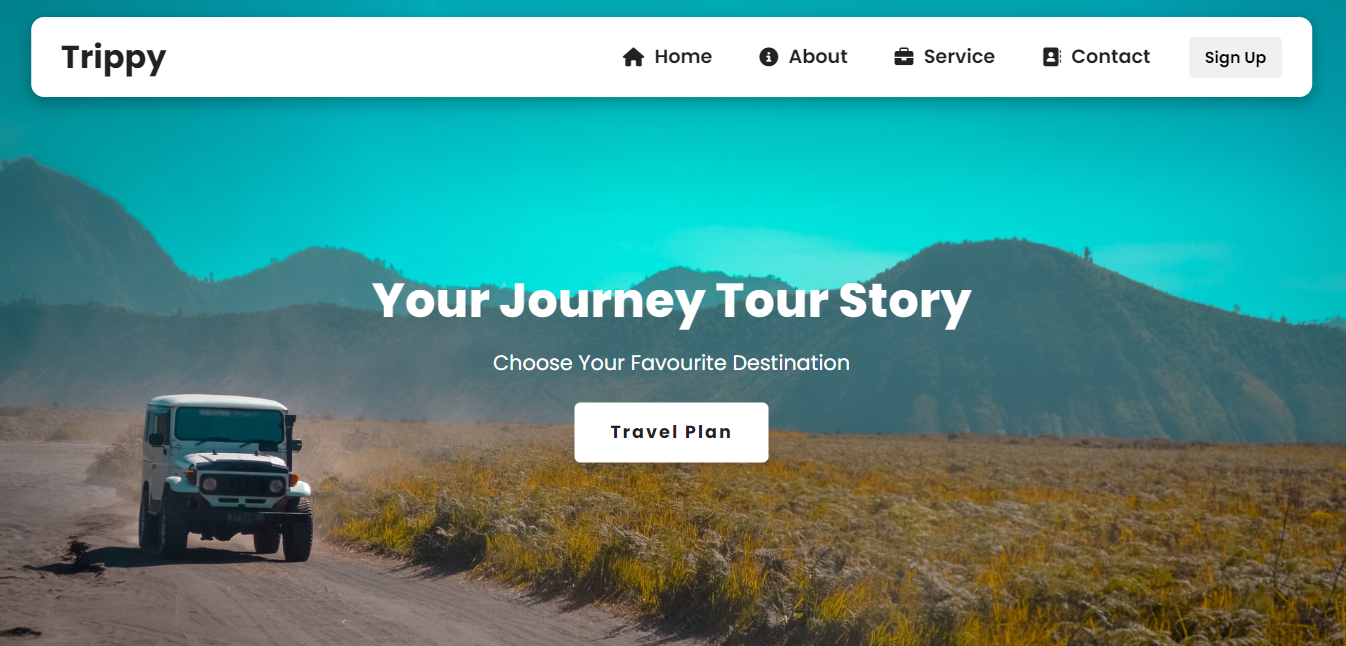 Trippy Home About Service Contact Sign Up
Your Journey Tour Story
Choose Your Favourite Destination
Travel Plan